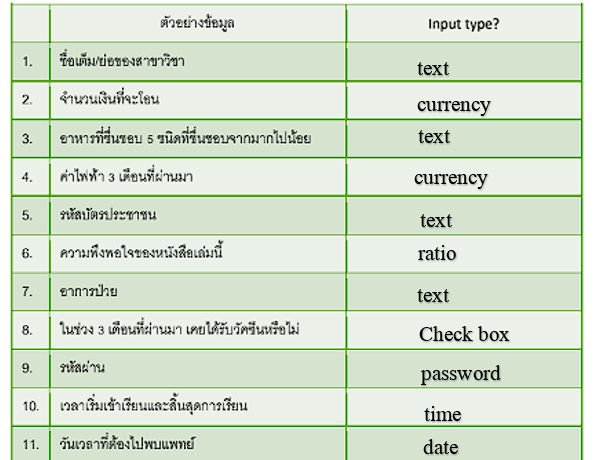 ตัวอย่างข้อมูล Input type?
1. ชื่อเต็ม/ย่อของสาขาวิชา text
2. จำนวนเงินที่จะโอน currency
3. อาหารที่ชื่นชอบ 5 ชนิดที่ชื่นชอบจากมากไปน้อย text
4. ค่าไฟฟ้า 3 เดือนที่ผ่านมา currency
5. รหัสบัตรประชาชน text
6. ความพึงพอใจของหนังสือเล่มนี้ ratio
7. อาการป่วย text
8. ในช่วง 3 เดือนที่ผ่านมา เคยได้รับวัคซีนหรือไม่ Check box
9. รหัสผ่าน password
10. เวลาเริ่มเข้าเรียนและสิ้นสุดการเรียน time
11. วันเวลาที่ต้องไปพบแพทย์ date